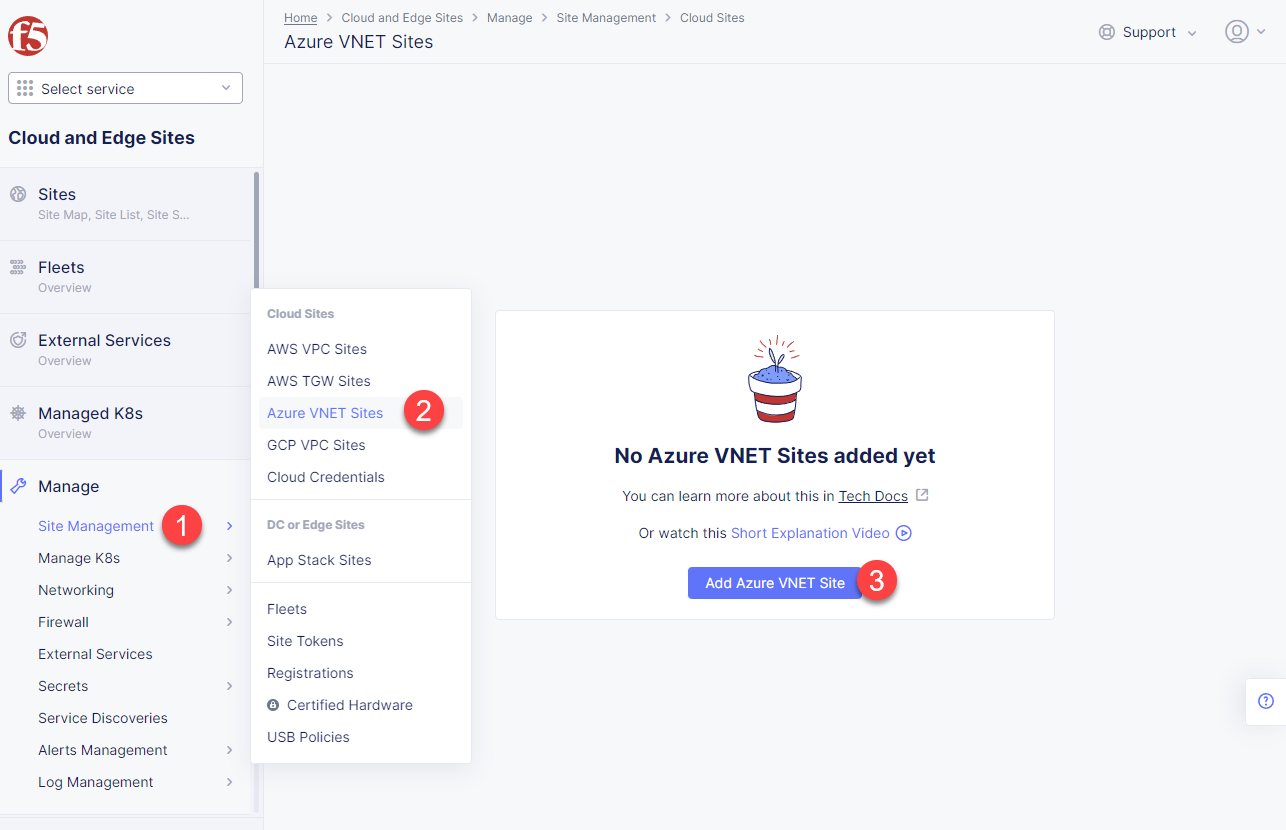 f5
Home > Cloud and Edge Sites > Manage > Site Management > Cloud Sites
Azure VNET Sites
Support
Select service
Cloud and Edge Sites
Sites
Site Map, Site List, Site S...
Fleets
Overview
External Services
Overview
Managed K8s
Overview
Manage
Site Management 1
Manage K8s
Networking
Firewall
External Services
Secrets
Service Discoveries
Alerts Management
Log Management
Cloud Sites
AWS VPC Sites
AWS TGW Sites
Azure VNET Sites 2
GCP VPC Sites
Cloud Credentials
DC or Edge Sites
App Stack Sites
Fleets
Site Tokens
Registrations
Certified Hardware
USB Policies
No Azure VNET Sites added yet
You can learn more about this in Tech Docs
Or watch this Short Explanation Video
Add Azure VNET Site 3